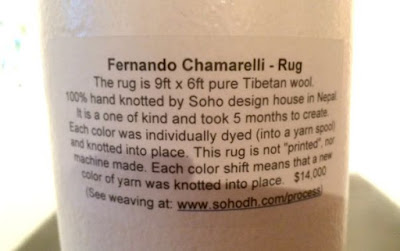 Fernando Chamarelli - Rug
The rug is 9ft x 6ft pure Tibetan wool.
100% hand knotted by Soho design house in Nepal
It is a one of kind and took 5 months to create.
Each color was individually dyed (into a yarn spool)
and knotted into place. This rug is not "printed", nor
machine made. Each color shift means that a new
color of yarn was knotted into place. $14,000
(See weaving at: www.sohodh.com/process)